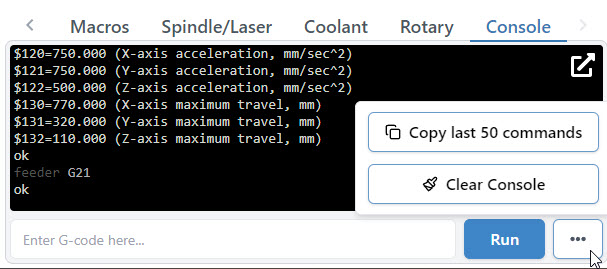 Macros Spindle/Laser Coolant Rotary Console
$120=750.000 (X-axis acceleration, mm/sec^2)
$121=750.000 (Y-axis acceleration, mm/sec^2)
$122=500.000 (Z-axis acceleration, mm/sec^2)
$130=770.000 (X-axis maximum travel, mm)
$131=320.000 (Y-axis maximum travel, mm)
$132=110.000 (Z-axis maximum travel, mm)
ok
feeder G21
ok
Copy last 50 commands
Clear Console
Enter G-code here...
Run